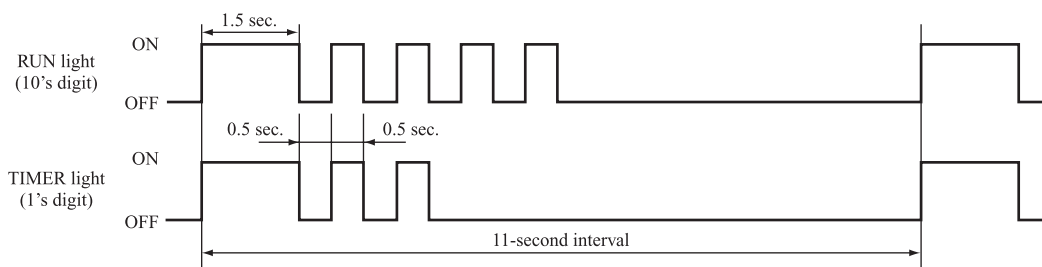 1.5 sec.
ON
RUN light
(10's digit)
OFF
0.5 sec.
0.5 sec.
ON
TIMER light
(1's digit)
OFF
11-second interval